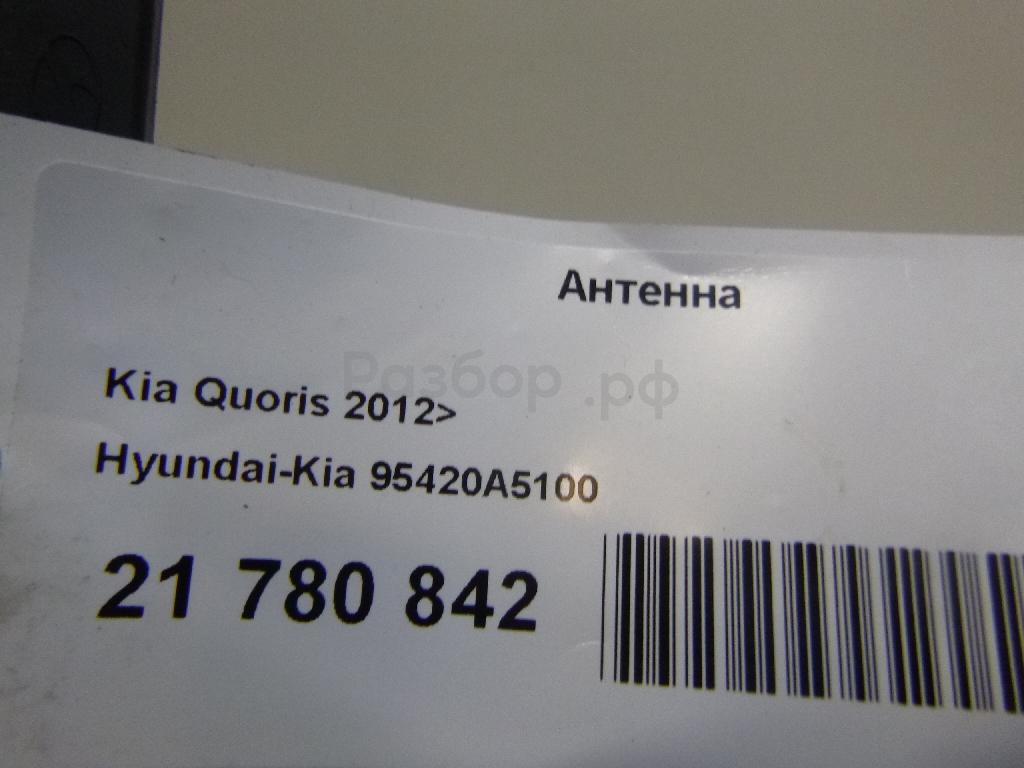 Антенна
Разбор.рф
Kia Quoris 2012>
Hyundai-Kia 95420A5100
21 780 842